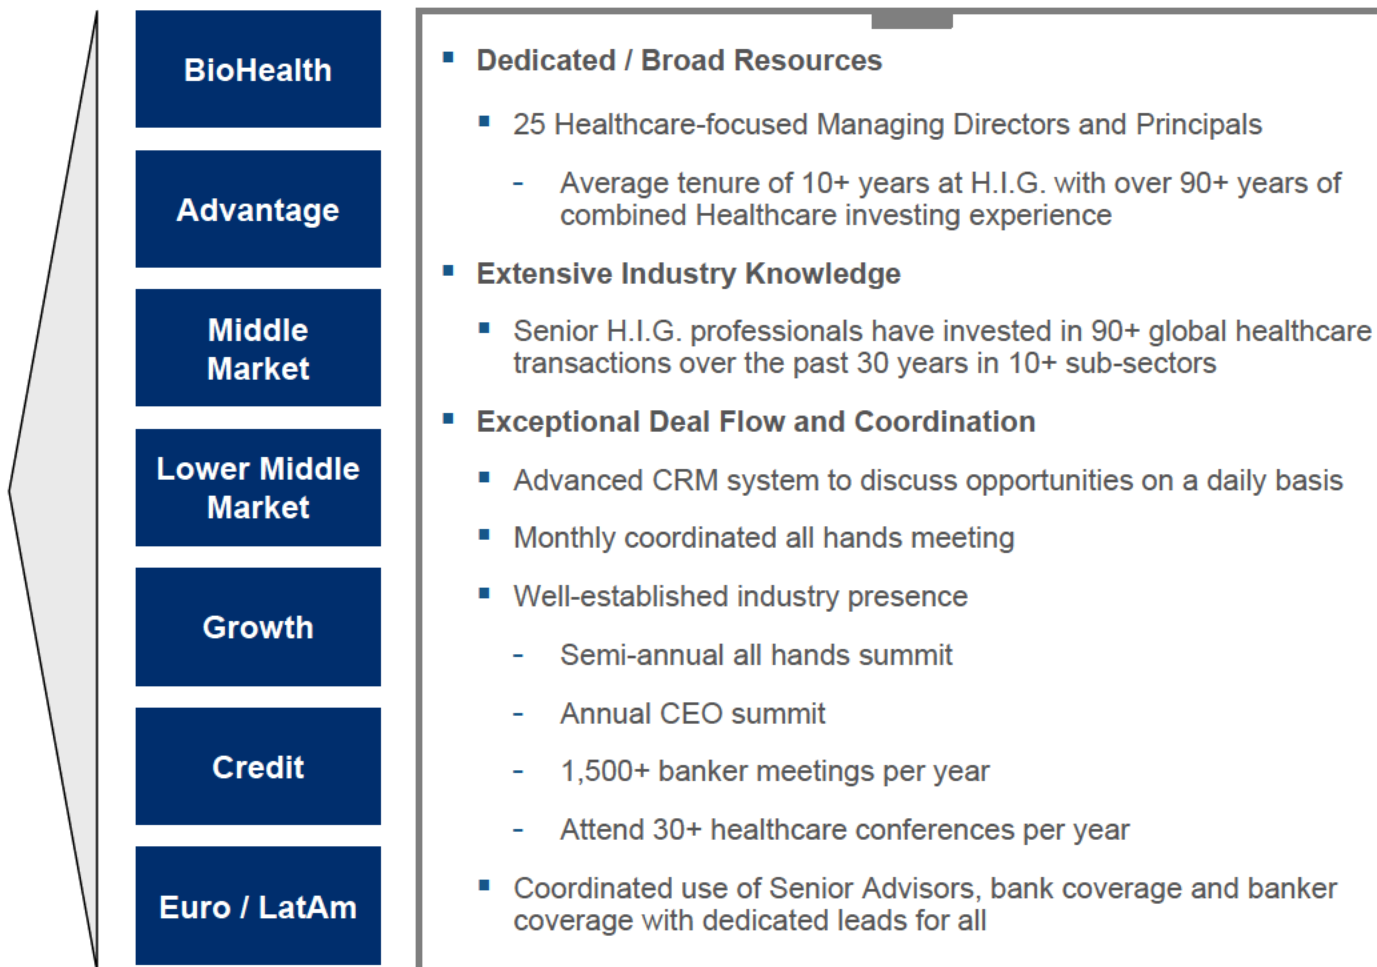 BioHealth
Advantage
Middle
Market
Lower Middle
Market
Growth
Credit
Euro / LatAm
▪ Dedicated / Broad Resources
▪ 25 Healthcare-focused Managing Directors and Principals
- Average tenure of 10+ years at H.I.G. with over 90+ years of
combined Healthcare investing experience
▪ Extensive Industry Knowledge
▪ Senior H.I.G. professionals have invested in 90+ global healthcare
transactions over the past 30 years in 10+ sub-sectors
▪ Exceptional Deal Flow and Coordination
▪ Advanced CRM system to discuss opportunities on a daily basis
▪ Monthly coordinated all hands meeting
▪ Well-established industry presence
- Semi-annual all hands summit
- Annual CEO summit
- 1,500+ banker meetings per year
- Attend 30+ healthcare conferences per year
▪ Coordinated use of Senior Advisors, bank coverage and banker
coverage with dedicated leads for all